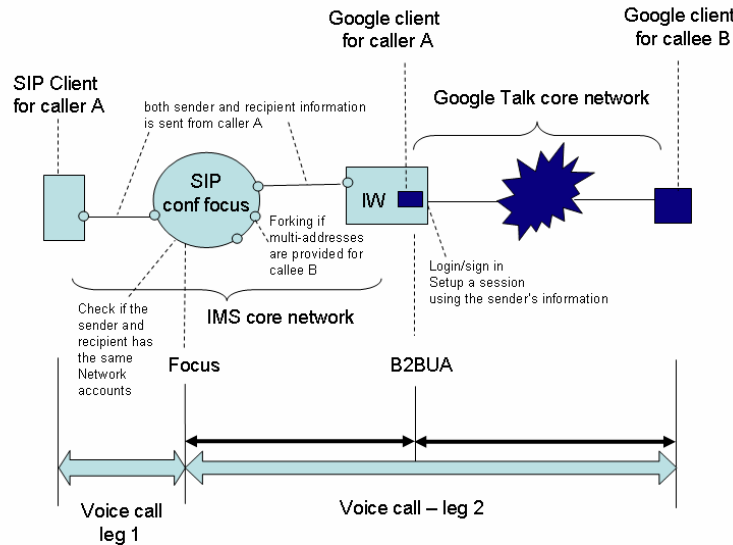 Google client
for caller A
Google client
for callee B
SIP Client
for caller A
both sender and recipient information
is sent from caller A
Google Talk core network
SIP
conf focus
IW
Forking if
multi-addresses
are provided for
callee B
Login/sign in
Setup a session
using the sender's information
Check if the
sender and
recipient has
the same
Network
accounts
IMS core network
Focus
B2BUA
Voice call
leg 1
Voice call – leg 2